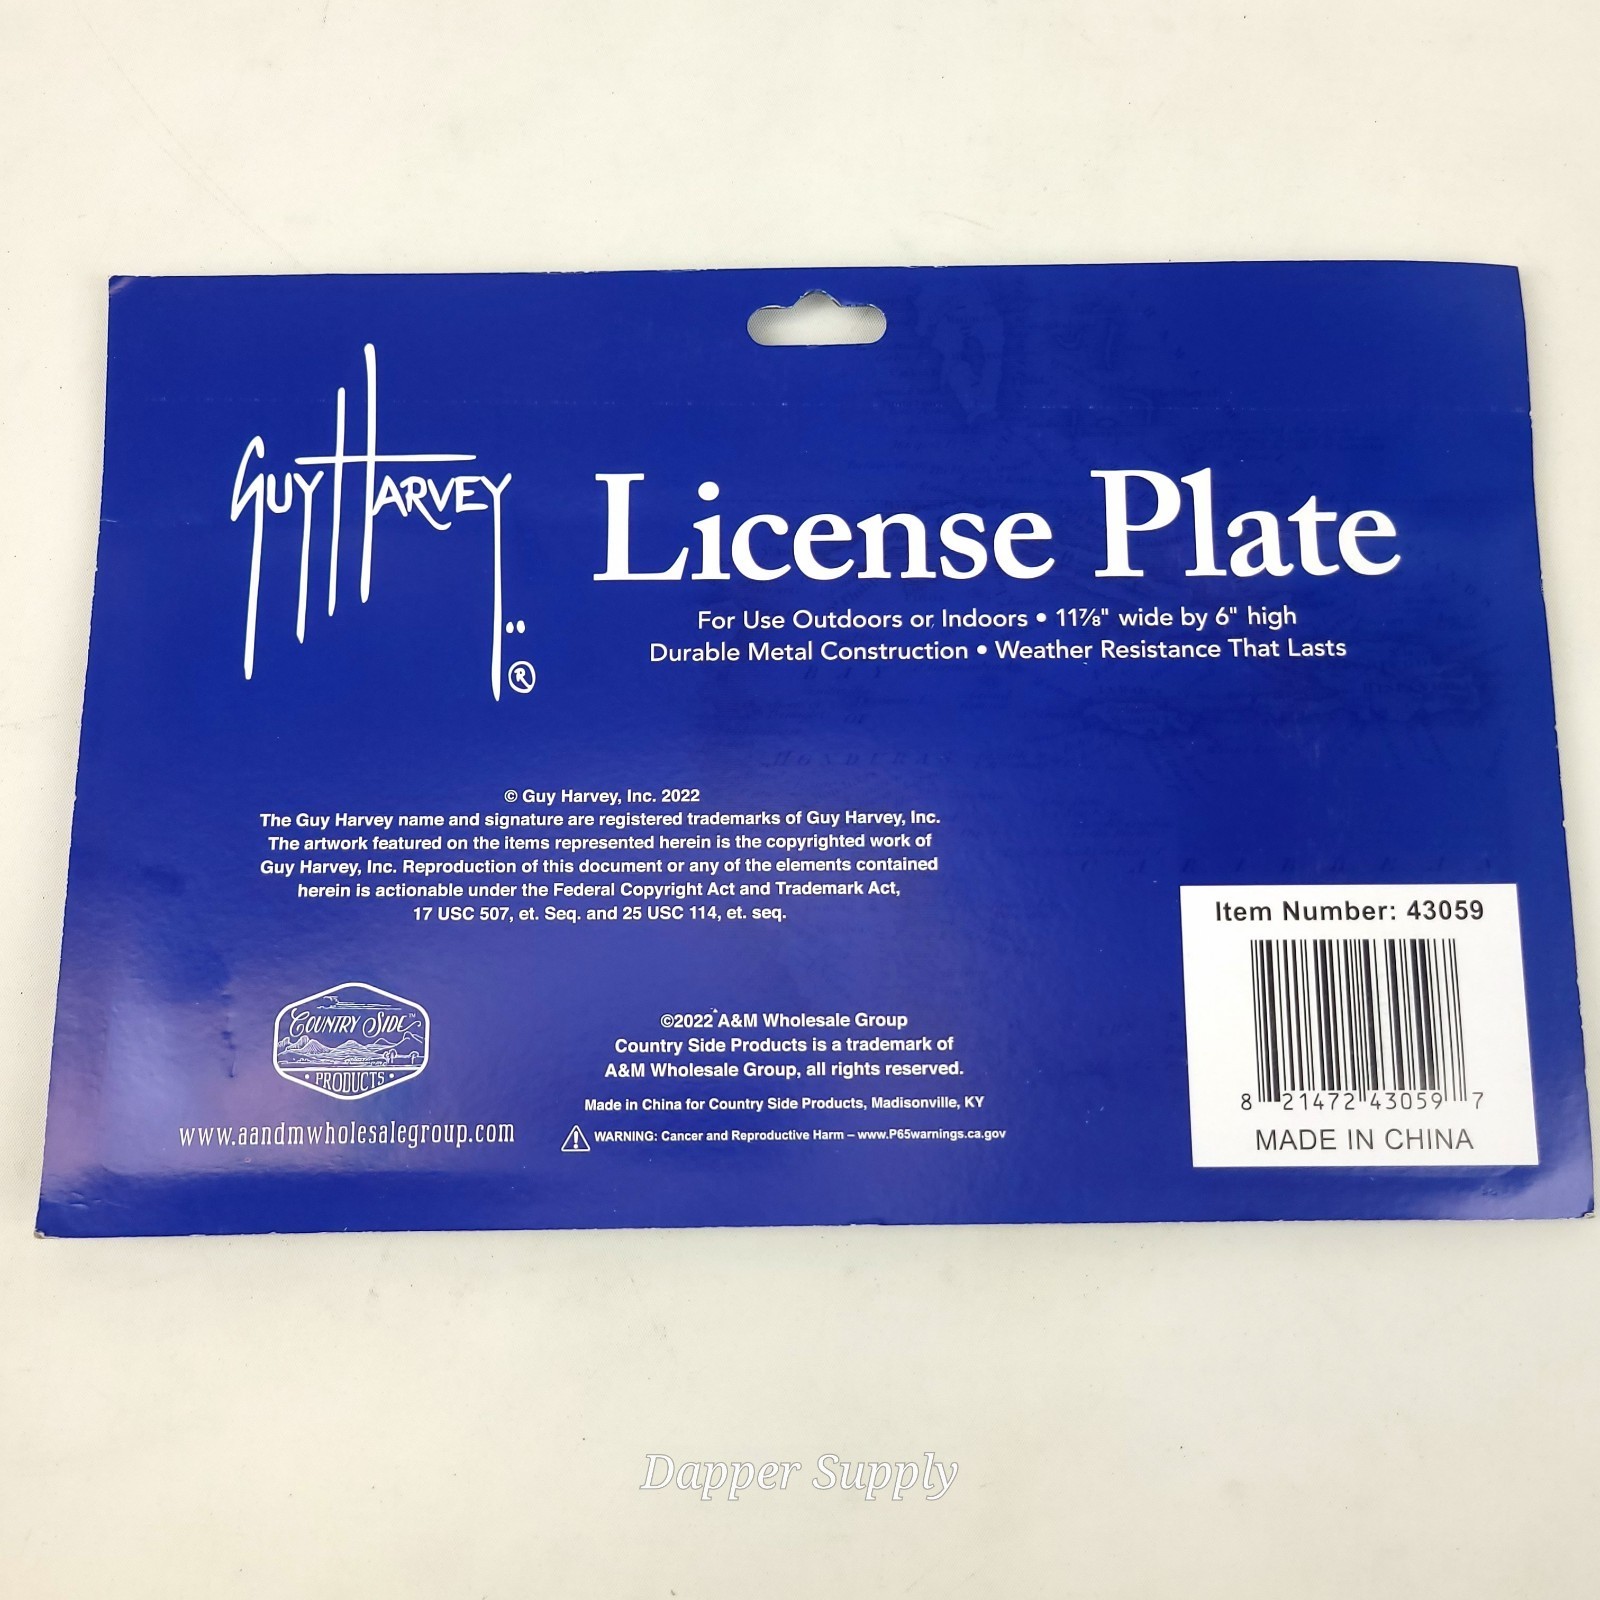 GUY HARVEY ®
License Plate
For Use Outdoors or Indoors • 11⅞" wide by 6" high
Durable Metal Construction • Weather Resistance That Lasts
© Guy Harvey, Inc. 2022
The Guy Harvey name and signature are registered trademarks of Guy Harvey, Inc.
The artwork featured on the items represented herein is the copyrighted work of
Guy Harvey, Inc. Reproduction of this document or any of the elements contained
herein is actionable under the Federal Copyright Act and Trademark Act,
17 USC 507, et. Seq. and 25 USC 114, et. seq.
COUNTRY SIDE™
• PRODUCTS •
www.aandmwholesalegroup.com
©2022 A&M Wholesale Group
Country Side Products is a trademark of
A&M Wholesale Group, all rights reserved.
Made in China for Country Side Products, Madisonville, KY
WARNING: Cancer and Reproductive Harm – www.P65warnings.ca.gov
Item Number: 43059
8 21472 43059 7
MADE IN CHINA
Dapper Supply